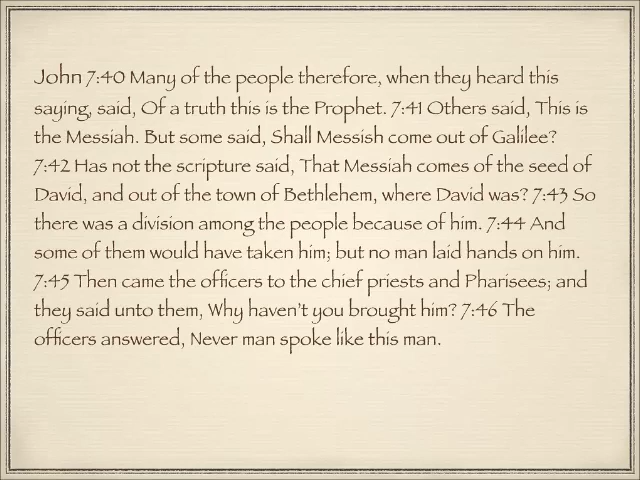 John 7:40 Many of the people therefore, when they heard this
saying, said, Of a truth this is the Prophet. 7:41 Others said, This is
the Messiah. But some said, Shall Messish come out of Galilee?
7:42 Has not the scripture said, That Messiah comes of the seed of
David, and out of the town of Bethlehem, where David was? 7:43 So
there was a division among the people because of him. 7:44 And
some of them would have taken him; but no man laid hands on him.
7:45 Then came the officers to the chief priests and Pharisees; and
they said unto them, Why haven't you brought him? 7:46 The
officers answered, Never man spoke like this man.